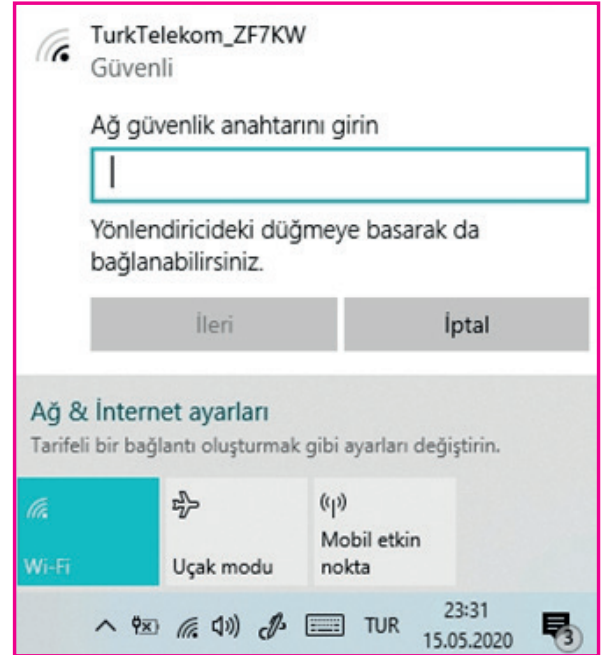 TurkTelekom_ZF7KW
Güvenli
Ağ güvenlik anahtarını girin
Yönlendiricideki düğmeye basarak da
bağlanabilirsiniz.
İleri
İptal
Ağ & İnternet ayarları
Tarifeli bir bağlantı oluşturmak gibi ayarları değiştirin.
Wi-Fi
Uçak modu
Mobil etkin
nokta
TUR
23:31
15.05.2020
3